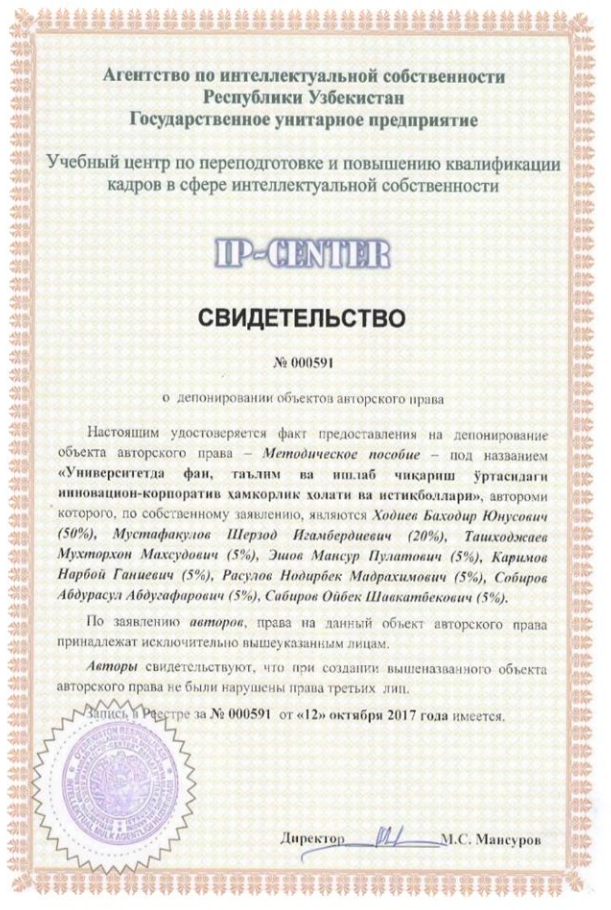 Агентство по интеллектуальной собственности
Республики Узбекистан
Государственное унитарное предприятие
Учебный центр по переподготовке и повышению квалификации
кадров в сфере интеллектуальной собственности
IP-CENTER
СВИДЕТЕЛЬСТВО
№ 000591
о депонировании объектов авторского права
Настоящим удостоверяется факт предоставления на депонирование
объекта авторского права – Методическое пособие – под названием
«Университетда фан, таълим ва ишлаб чиқариш ўртасидаги
инновацион-корпоратив ҳамкорлик ҳолати ва истиқболлари», автороми
которого, по собственному заявлению, являются Ходиев Баходир Юнусович
(50%), Мустафакулов Шерзод Игамбердиевич (20%), Ташходжаев
Мухторхон Махсудович (5%), Эшов Мансур Пулатович (5%), Каримов
Нарбой Ганиевич (5%), Расулов Нодирбек Мадрахимович (5%), Собиров
Абдурасул Абдугафарович (5%), Сабиров Ойбек Шавкатбекович (5%).
По заявлению авторов, права на данный объект авторского права
принадлежат исключительно вышеуказанным лицам.
Авторы свидетельствуют, что при создании вышеназванного объекта
авторского права не были нарушены права третьих лиц.
Запись в Реестре за № 000591 от «12» октября 2017 года имеется.
Директор М.С. Мансуров